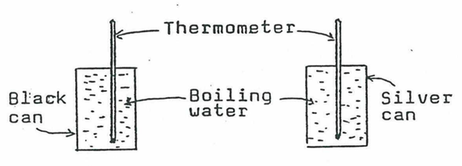 Thermometer
Black
can
Boiling
water
Silver
can